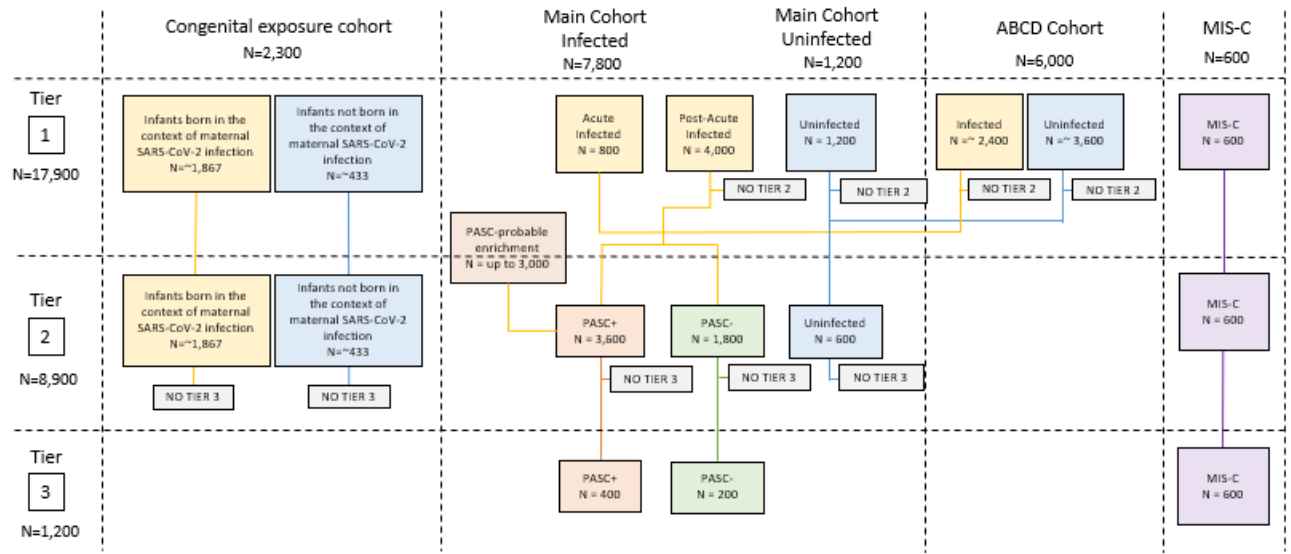 Congenital exposure cohort
N=2,300
Main Cohort
Infected
N=7,800
Main Cohort
Uninfected
N=1,200
ABCD Cohort
N=6,000
MIS-C
N=600
Tier
1
N=17,900
Infants born in the
context of maternal
SARS-CoV-2 infection
N=~1,867
Infants not born in
the context of
maternal SARS-CoV-2
infection
N=~433
Acute
Infected
N = 800
Post-Acute
Infected
N = 4,000
Uninfected
N = 1,200
Infected
N =~ 2,400
Uninfected
N =~ 3,600
MIS-C
N = 600
NO TIER 2
NO TIER 2
NO TIER 2
NO TIER 2
PASC-probable
enrichment
N = up to 3,000
Tier
2
N=8,900
Infants born in the
context of maternal
SARS-CoV-2 infection
N=~1,867
Infants not born in
the context of
maternal SARS-CoV-2
infection
N=~433
PASC+
N = 3,600
PASC-
N = 1,800
Uninfected
N = 600
MIS-C
N = 600
NO TIER 3
NO TIER 3
NO TIER 3
NO TIER 3
NO TIER 3
Tier
3
N=1,200
PASC+
N = 400
PASC-
N = 200
MIS-C
N = 600